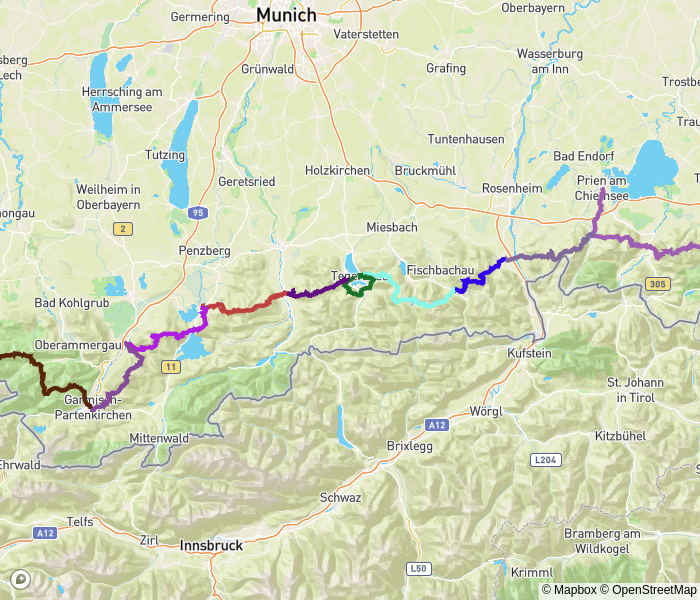 Germering
Munich
Oberbayern
Vaterstetten
sberg
Lech
Grünwald
Grafing
Wasserburg
am Inn
Herrsching am
Ammersee
Trostber
Tuntenhausen
Trau
Tutzing
Bad Endorf
Holzkirchen
Bruckmühl
Prien am
Chiemsee
Geretsried
Rosenheim
Weilheim in
Oberbayern
ongau
95
2
Miesbach
Penzberg
Fischbachau
305
Bad Kohlgrub
Oberammergau
Kufstein
11
St. Johann
in Tirol
Garmisch-
Partenkirchen
Wörgl
A12
Kitzbühel
Mittenwald
Brixlegg
Ehrwald
L204
Schwaz
Telfs
A12
Zirl
Innsbruck
Bramberg am
Wildkogel
L50
Krimml
© Mapbox © OpenStreetMap